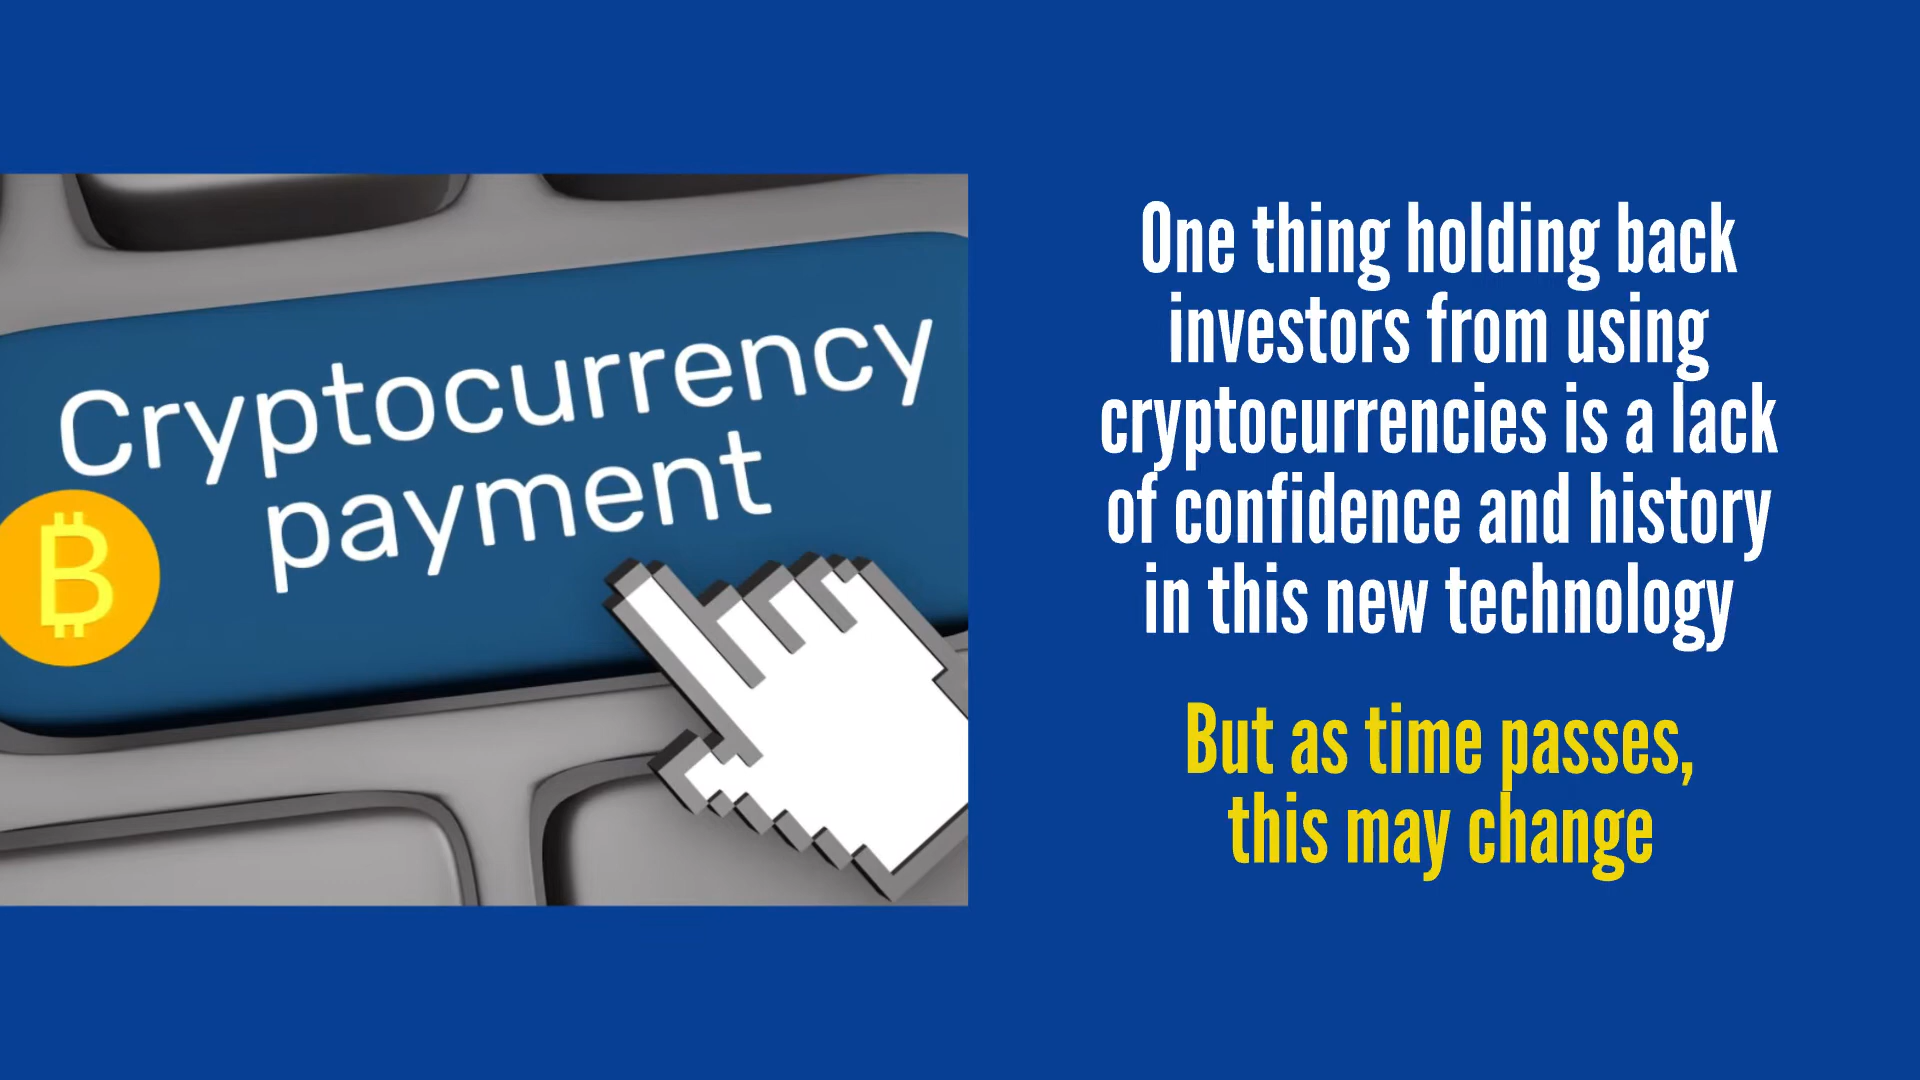 Cryptocurrency
payment
One thing holding back
investors from using
cryptocurrencies is a lack
of confidence and history
in this new technology
But as time passes,
this may change